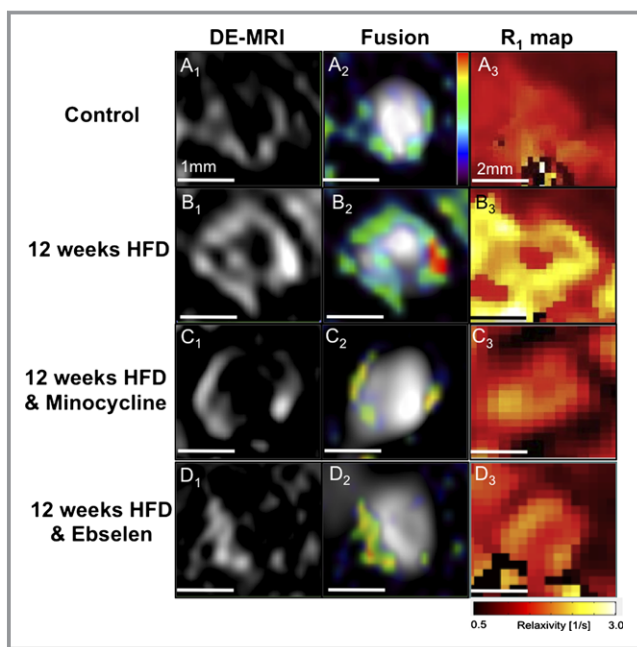 DE-MRI Fusion R₁ map
Control
A₁ A₂ A₃
1mm 2mm
12 weeks HFD
B₁ B₂ B₃
12 weeks HFD
& Minocycline
C₁ C₂ C₃
12 weeks HFD
& Ebselen
D₁ D₂ D₃
0.5 Relaxivity [1/s] 3.0